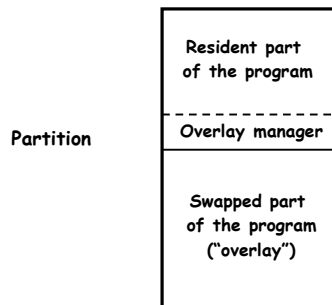 Resident part
of the program
Overlay manager
Partition
Swapped part
of the program
(“overlay”)